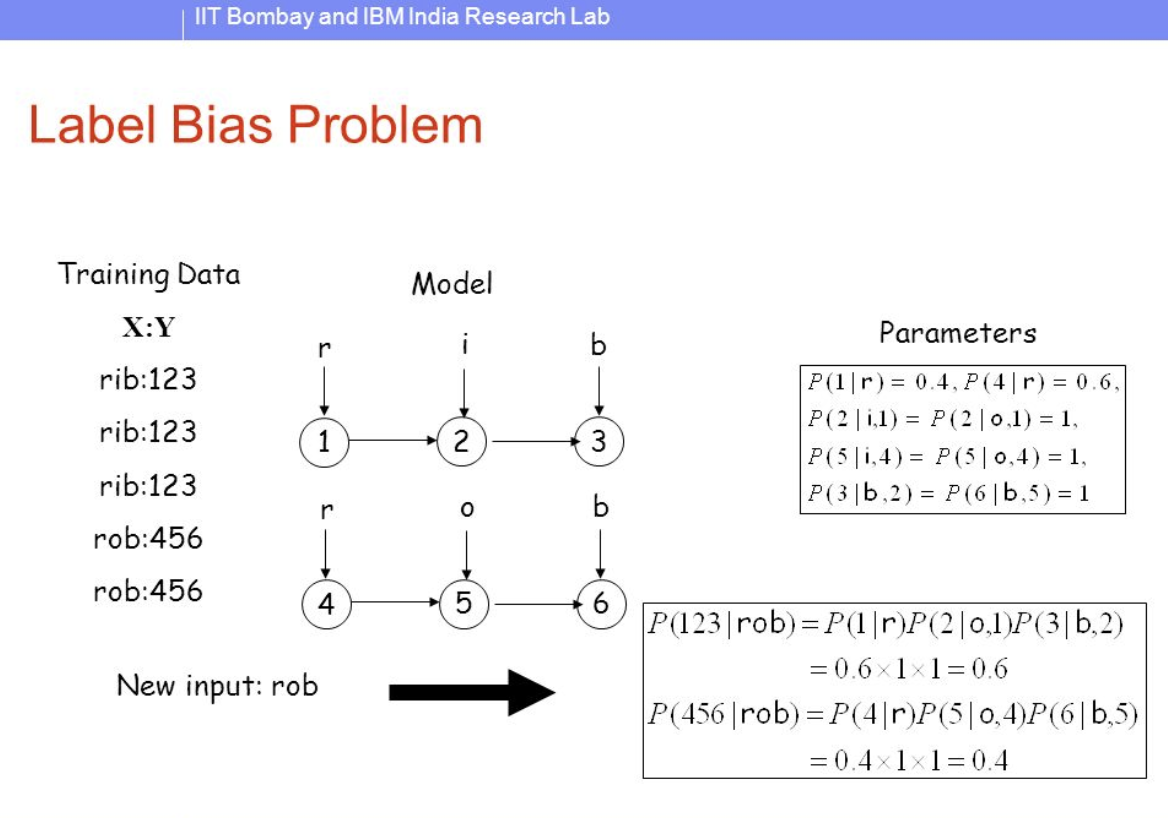 IIT Bombay and IBM India Research Lab
Label Bias Problem
Training Data
X:Y
rib:123
rib:123
rib:123
rob:456
rob:456
Model
r i b
1 2 3
r o b
4 5 6
Parameters
P(1|r) = 0.4, P(4|r) = 0.6,
P(2|i,1) = P(2|o,1) = 1,
P(5|i,4) = P(5|o,4) = 1,
P(3|b,2) = P(6|b,5) = 1
New input: rob
P(123|rob) = P(1|r)P(2|o,1)P(3|b,2)
= 0.6×1×1 = 0.6
P(456|rob) = P(4|r)P(5|o,4)P(6|b,5)
= 0.4×1×1 = 0.4